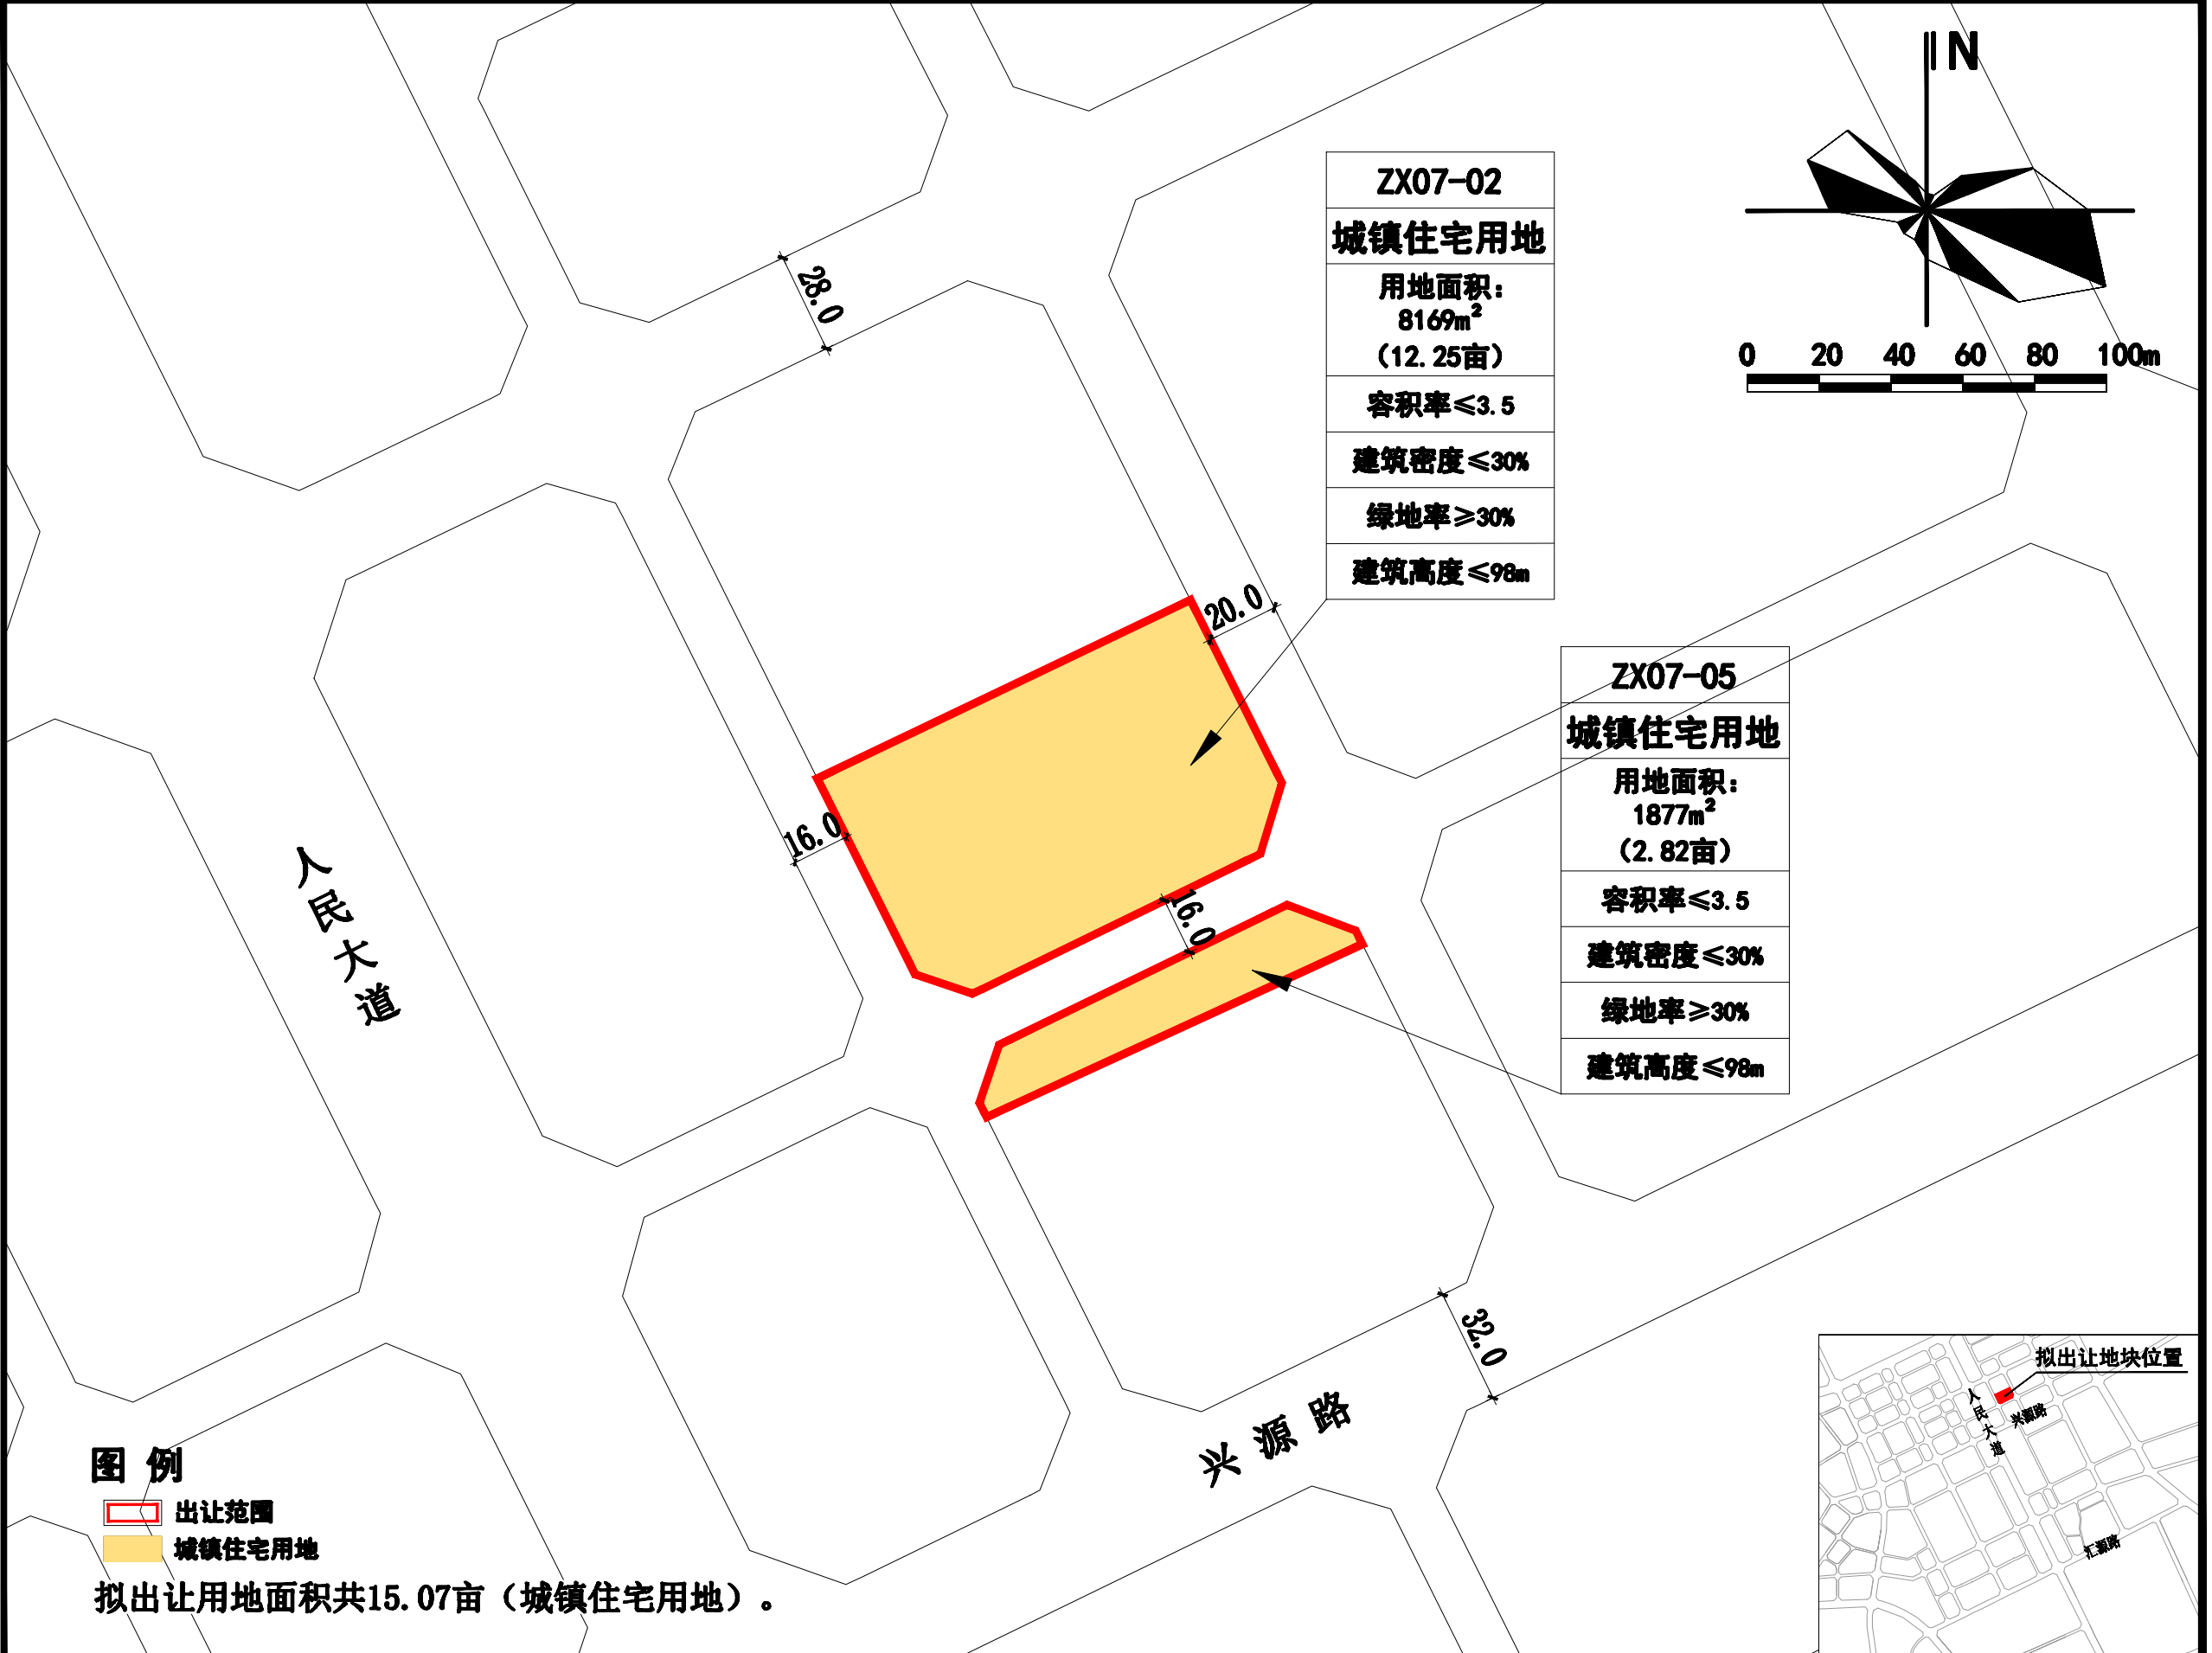 N
0 20 40 60 80 100m
ZX07-02
城镇住宅用地
用地面积:
8169m²
(12.25亩)
容积率≤3.5
建筑密度≤30%
绿地率≥30%
建筑高度≤98m
28.0
20.0
16.0
16.0
ZX07-05
城镇住宅用地
用地面积:
1877m²
(2.82亩)
容积率≤3.5
建筑密度≤30%
绿地率≥30%
建筑高度≤98m
人民大道
32.0
兴源路
拟出让地块位置
人民大道
兴源路
汇源路
图例
出让范围
城镇住宅用地
拟出让用地面积共15.07亩（城镇住宅用地）。